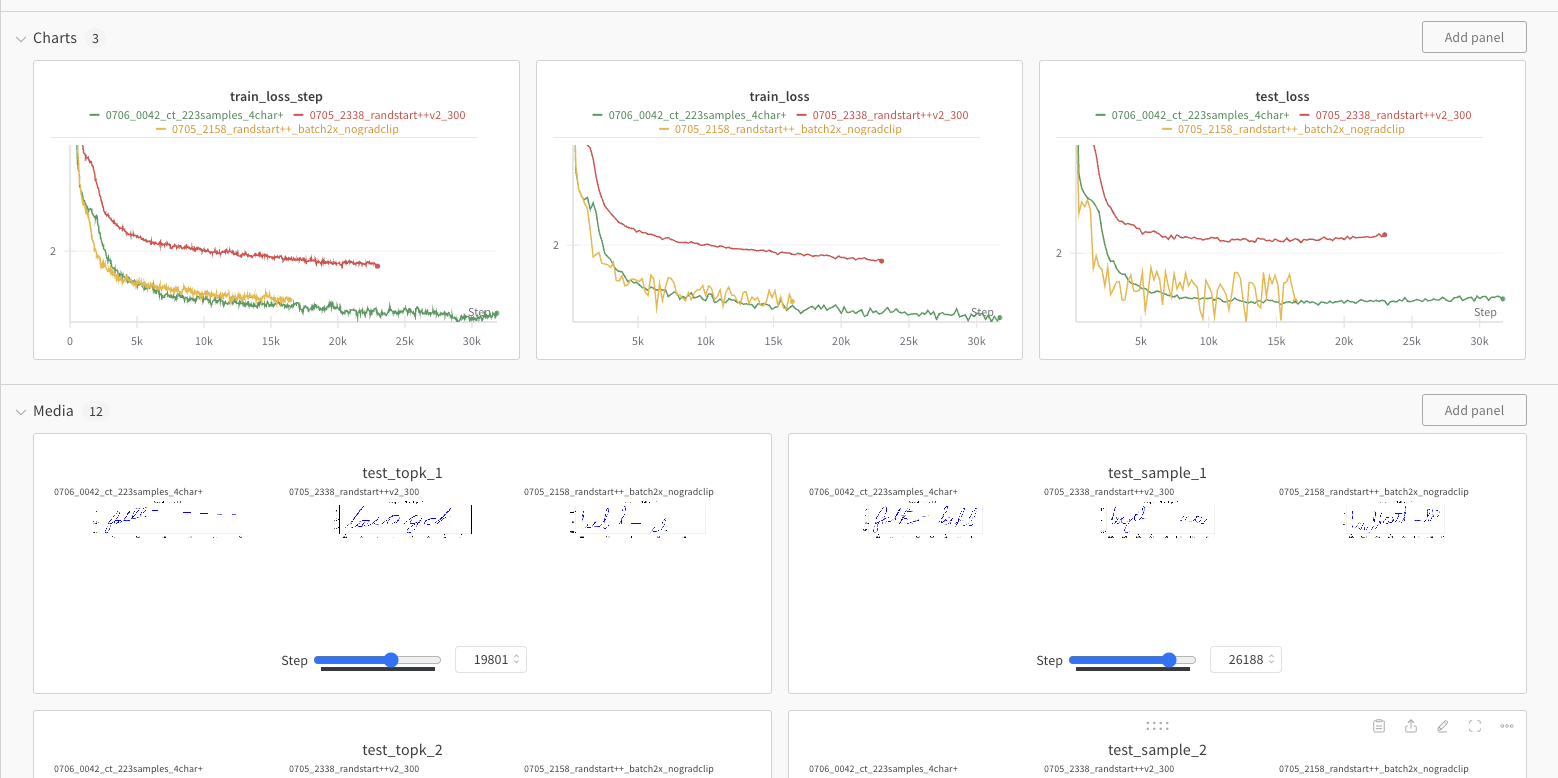 Charts 3 Add panel
train_loss_step
0706_0042_ct_223samples_4char+ 0705_2338_randstart++v2_300
0705_2158_randstart++_batch2x_nogradclip
2
Step
0 5k 10k 15k 20k 25k 30k
train_loss
0706_0042_ct_223samples_4char+ 0705_2338_randstart++v2_300
0705_2158_randstart++_batch2x_nogradclip
2
Step
5k 10k 15k 20k 25k 30k
test_loss
0706_0042_ct_223samples_4char+ 0705_2338_randstart++v2_300
0705_2158_randstart++_batch2x_nogradclip
2
Step
5k 10k 15k 20k 25k 30k
Media 12 Add panel
test_topk_1
0706_0042_ct_223samples_4char+ 0705_2338_randstart++v2_300 0705_2158_randstart++_batch2x_nogradclip
Step 19801
test_sample_1
0706_0042_ct_223samples_4char+ 0705_2338_randstart++v2_300 0705_2158_randstart++_batch2x_nogradclip
Step 26188
test_topk_2
0706_0042_ct_223samples_4char+ 0705_2338_randstart++v2_300 0705_2158_randstart++_batch2x_nogradclip
test_sample_2
0706_0042_ct_223samples_4char+ 0705_2338_randstart++v2_300 0705_2158_randstart++_batch2x_nogradclip